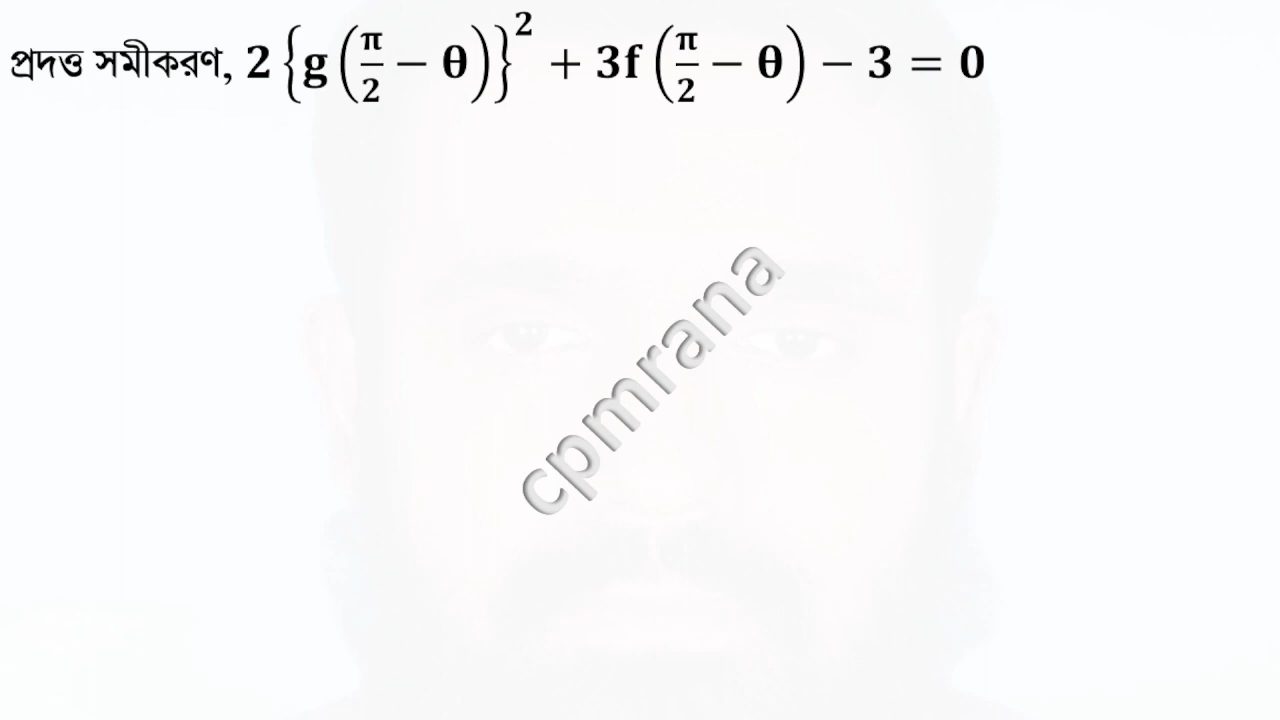 প্রদত্ত সমীকরণ, 2 {g(π/2 − θ)}² + 3f (π/2 − θ) − 3 = 0
cpmrana